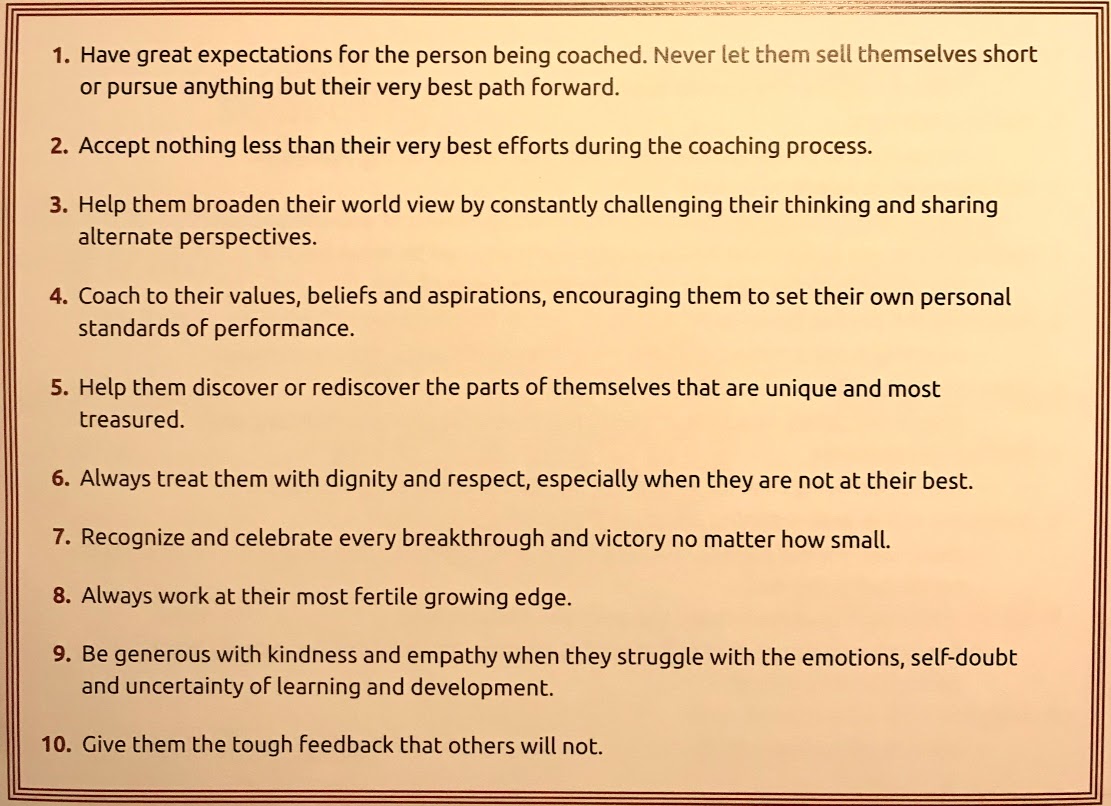 1. Have great expectations for the person being coached. Never let them sell themselves short
or pursue anything but their very best path forward.
2. Accept nothing less than their very best efforts during the coaching process.
3. Help them broaden their world view by constantly challenging their thinking and sharing
alternate perspectives.
4. Coach to their values, beliefs and aspirations, encouraging them to set their own personal
standards of performance.
5. Help them discover or rediscover the parts of themselves that are unique and most
treasured.
6. Always treat them with dignity and respect, especially when they are not at their best.
7. Recognize and celebrate every breakthrough and victory no matter how small.
8. Always work at their most fertile growing edge.
9. Be generous with kindness and empathy when they struggle with the emotions, self-doubt
and uncertainty of learning and development.
10. Give them the tough feedback that others will not.